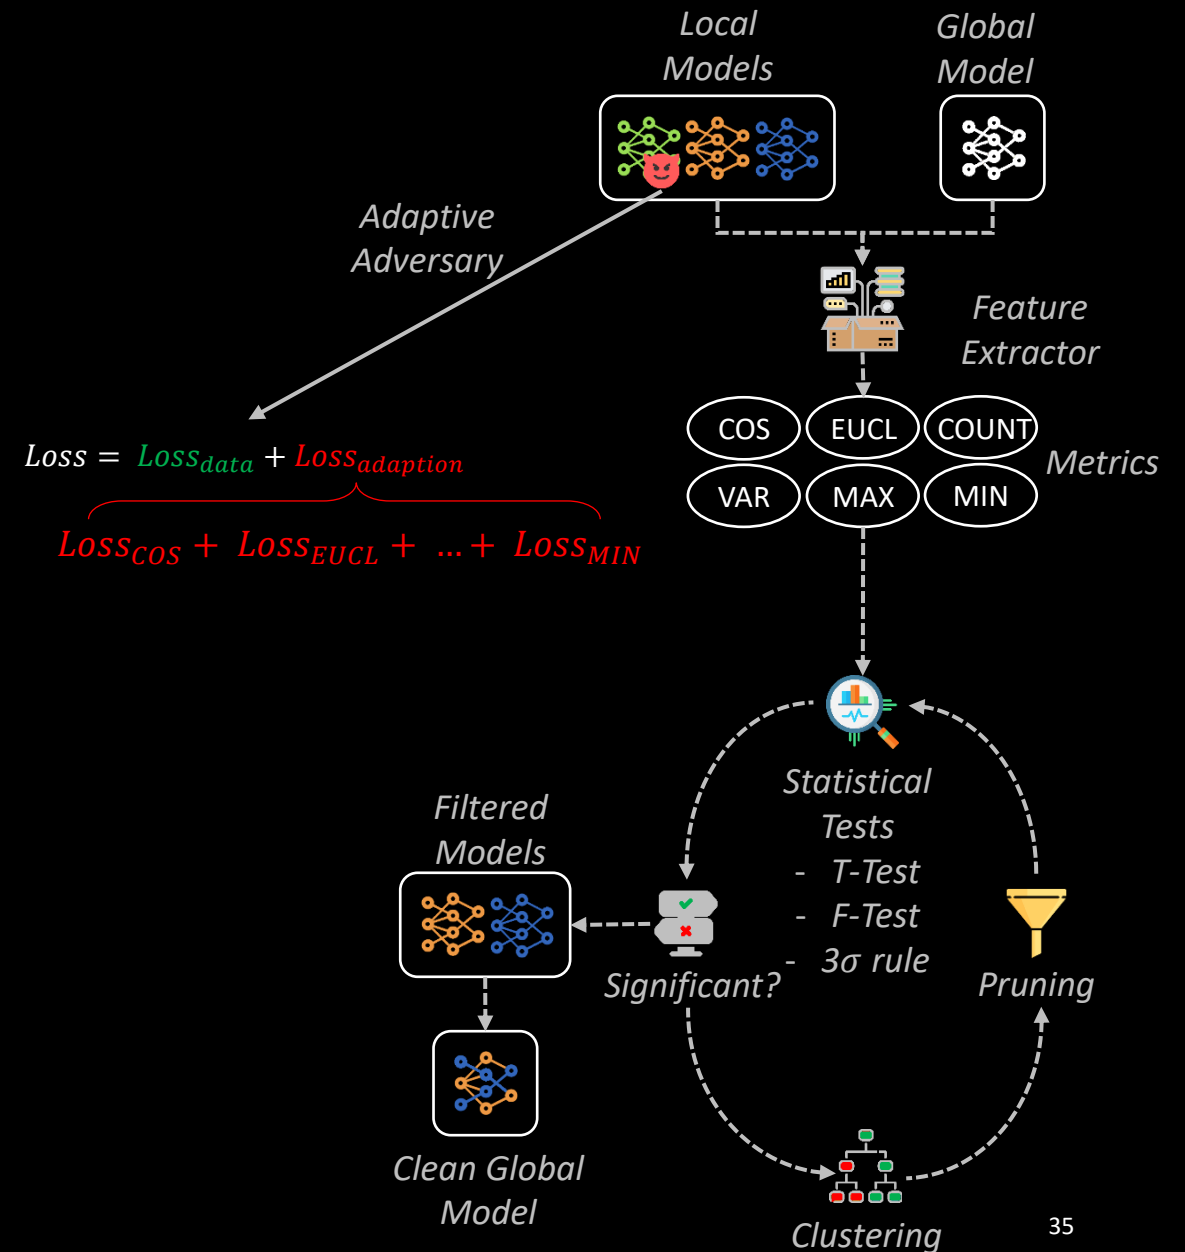 Local
Models
Global
Model
Adaptive
Adversary
Feature
Extractor
COS EUCL COUNT
Metrics
VAR MAX MIN
Loss = Loss_data + Loss_adaption
Loss_COS + Loss_EUCL + ...+ Loss_MIN
Statistical
Tests
- T-Test
- F-Test
- 3σ rule
Filtered
Models
Significant?
Pruning
Clean Global
Model
Clustering
35